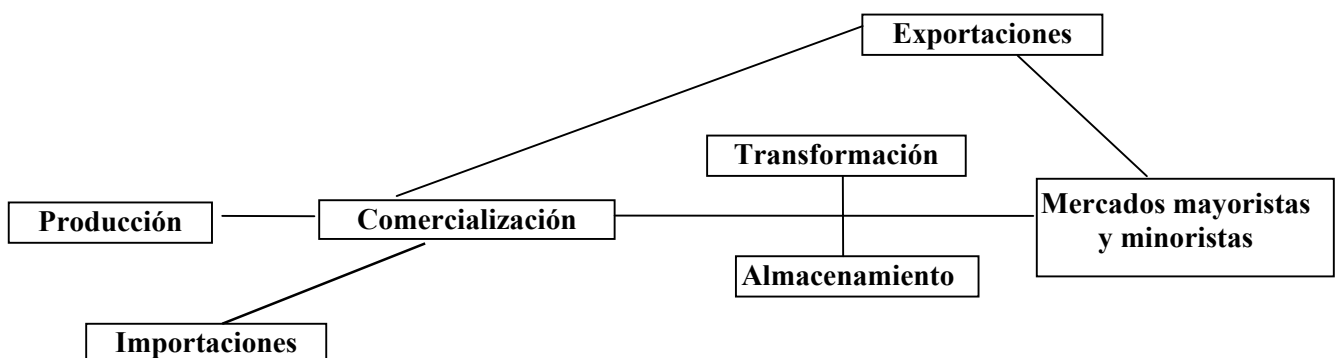 Exportaciones
Transformación
Mercados mayoristas
y minoristas
Producción
Comercialización
Almacenamiento
Importaciones